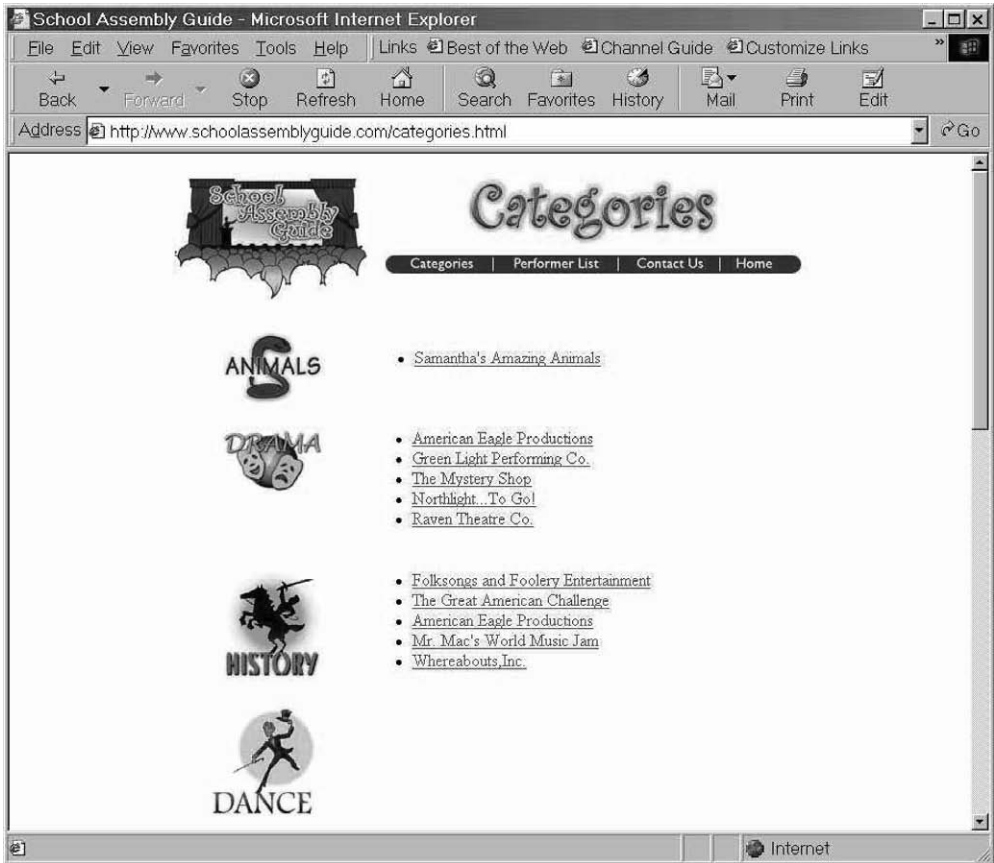 School Assembly Guide - Microsoft Internet Explorer
File Edit View Favorites Tools Help Links Best of the Web Channel Guide Customize Links »
Back Forward Stop Refresh Home Search Favorites History Mail Print Edit
Address http://www.schoolassemblyguide.com/categories.html Go
School
Assembly
Guide
Categories
Categories | Performer List | Contact Us | Home
ANIMALS
• Samantha's Amazing Animals
DRAMA
• American Eagle Productions
• Green Light Performing Co.
• The Mystery Shop
• Northlight...To Go!
• Raven Theatre Co.
HISTORY
• Folksongs and Foolery Entertainment
• The Great American Challenge
• American Eagle Productions
• Mr. Mac's World Music Jam
• Whereabouts,Inc.
DANCE
Internet